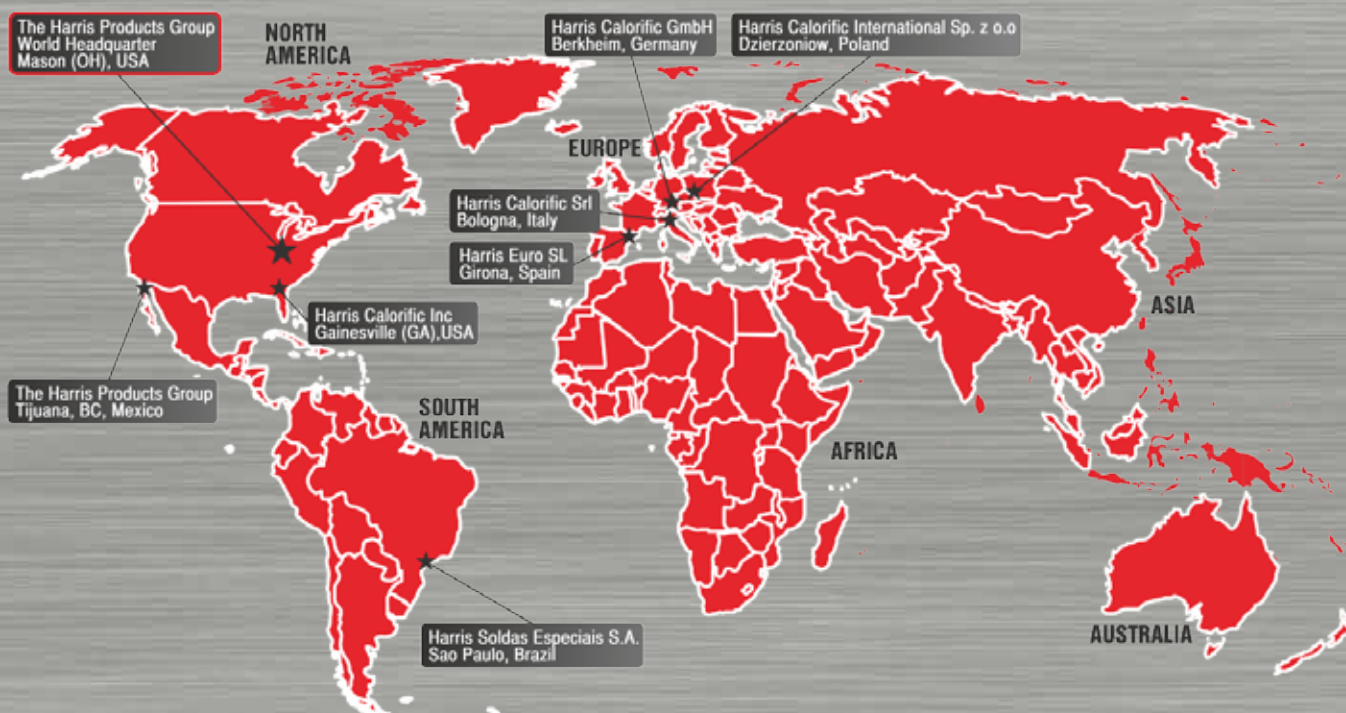 The Harris Products Group
World Headquarter
Mason (OH), USA
NORTH
AMERICA
Harris Calorific GmbH
Berkheim, Germany
Harris Calorific International Sp. z o.o
Dzierzoniow, Poland
EUROPE
Harris Calorific Srl
Bologna, Italy
Harris Euro SL
Girona, Spain
ASIA
Harris Calorific Inc
Gainesville (GA),USA
The Harris Products Group
Tijuana, BC, Mexico
SOUTH
AMERICA
AFRICA
Harris Soldas Especiais S.A.
Sao Paulo, Brazil
AUSTRALIA